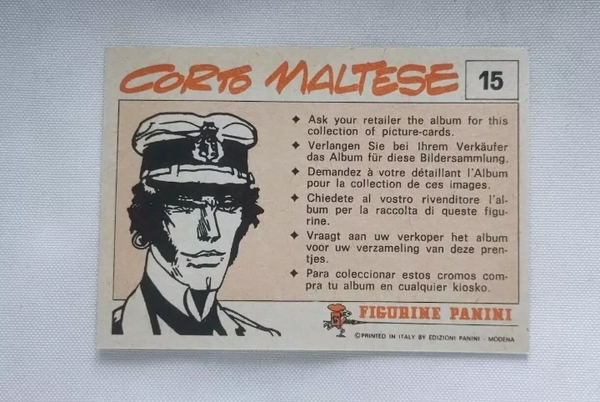 CORTO MALTESE 15
✦ Ask your retailer the album for this
collection of picture-cards.
✦ Verlangen Sie bei Ihrem Verkäufer
das Album für diese Bildersammlung.
✦ Demandez à votre détaillant l'Album
pour la collection de ces images.
✦ Chiedete al vostro rivenditore l'al-
bum per la raccolta di queste figu-
rine.
✦ Vraagt aan uw verkoper het album
voor uw verzameling van deze pren-
tjes.
✦ Para coleccionar estos cromos com-
pra tu album en cualquier kiosko.
FIGURINE PANINI
©PRINTED IN ITALY BY EDIZIONI PANINI - MODENA